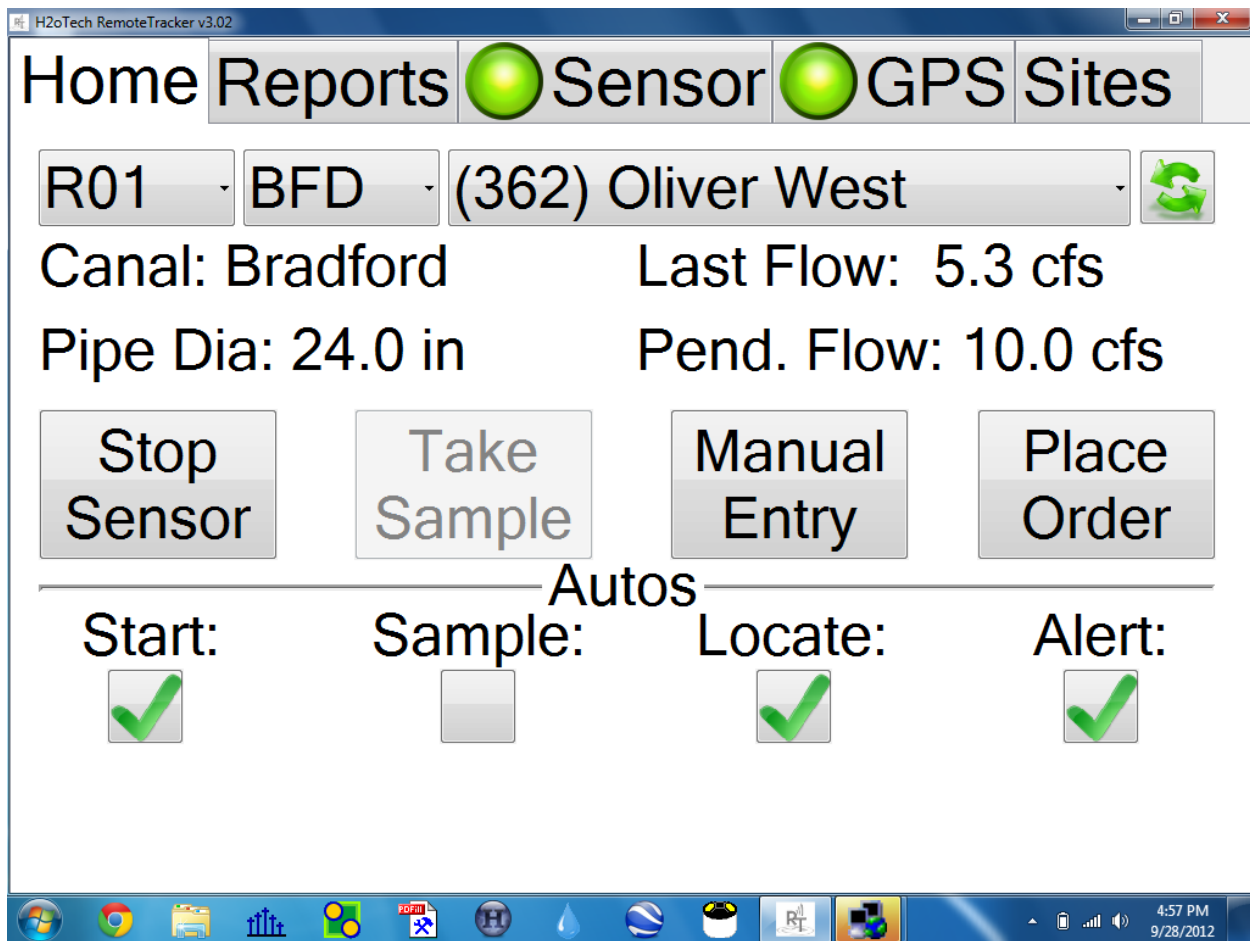 H2oTech RemoteTracker v3.02
Home Reports Sensor GPS Sites
R01 BFD (362) Oliver West
Canal: Bradford Last Flow: 5.3 cfs
Pipe Dia: 24.0 in Pend. Flow: 10.0 cfs
Stop Take Manual Place
Sensor Sample Entry Order
Autos
Start: Sample: Locate: Alert:
PDFill
H
RT
4:57 PM
9/28/2012